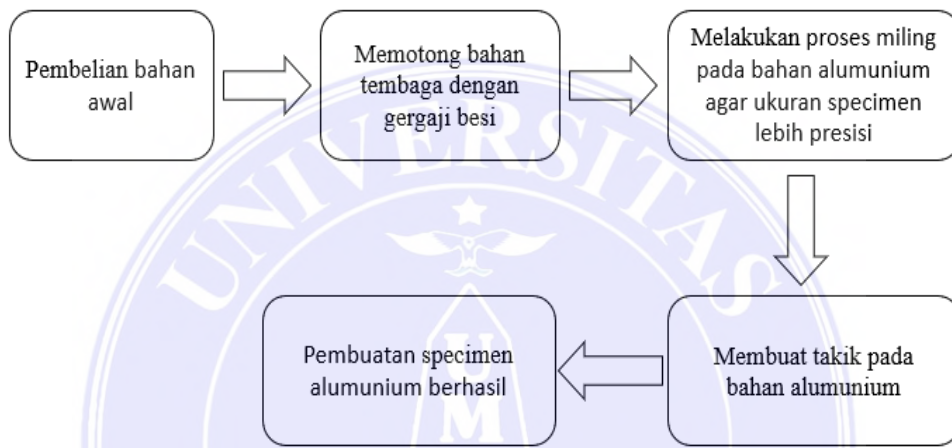 Pembelian bahan
awal
Memotong bahan
tembaga dengan
gergaji besi
Melakukan proses miling
pada bahan alumunium
agar ukuran specimen
lebih presisi
Membuat takik pada
bahan alumunium
Pembuatan specimen
alumunium berhasil
UNIVERSITAS
U
M